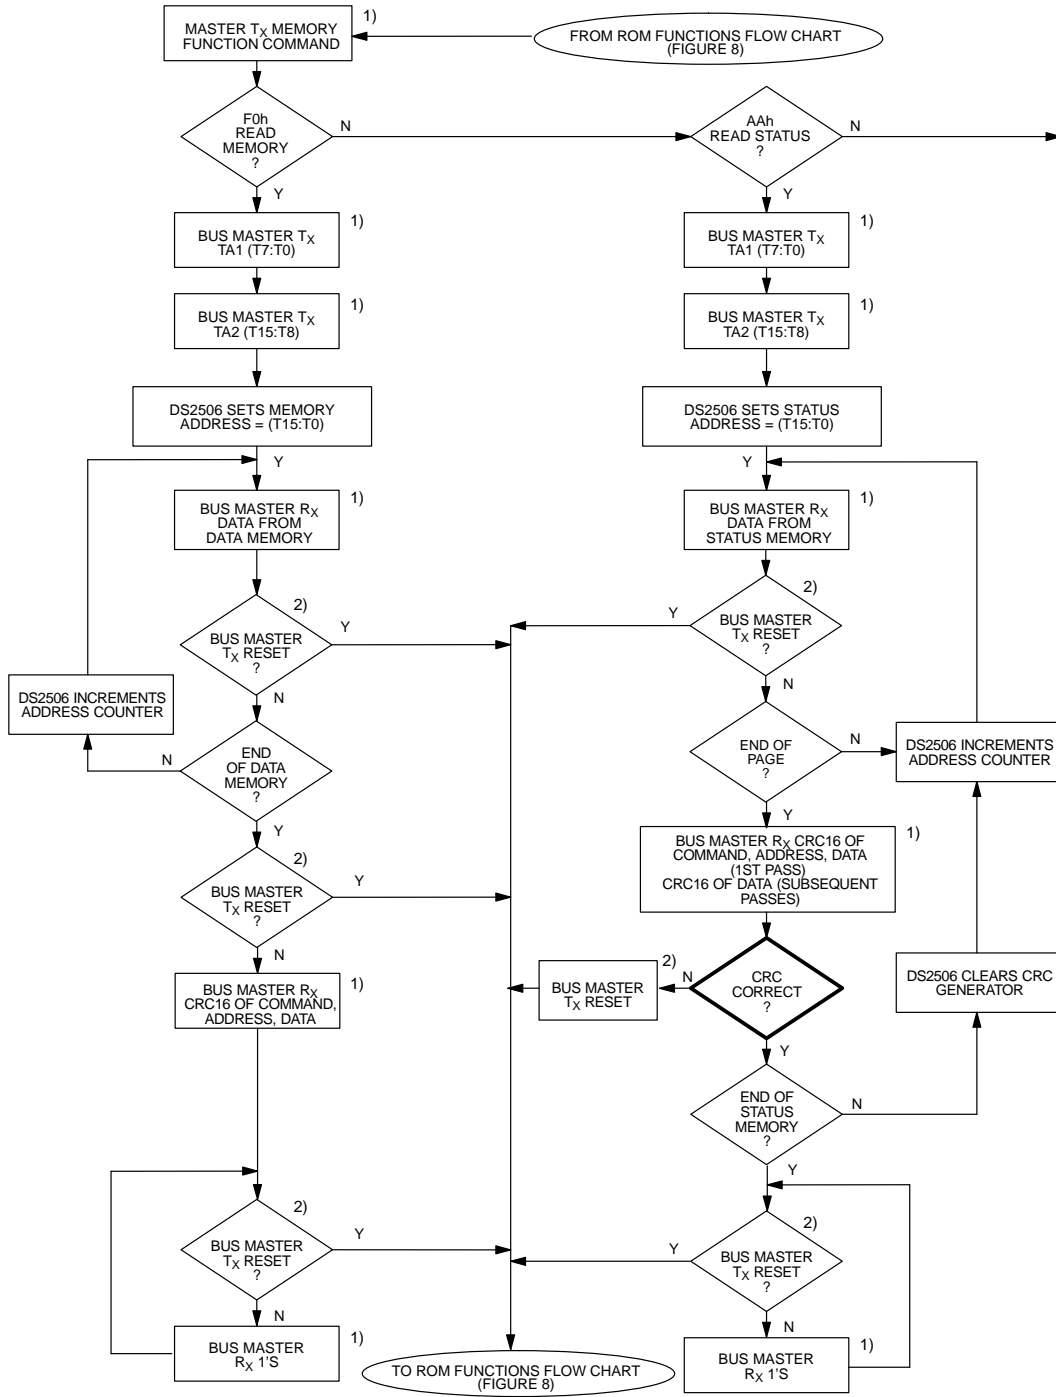 MASTER TX MEMORY
FUNCTION COMMAND
1)
FROM ROM FUNCTIONS FLOW CHART
(FIGURE 8)
F0h
READ
MEMORY
?
N
Y
AAh
READ STATUS
?
N
Y
BUS MASTER TX
TA1 (T7:T0)
1)
BUS MASTER TX
TA1 (T7:T0)
1)
BUS MASTER TX
TA2 (T15:T8)
1)
BUS MASTER TX
TA2 (T15:T8)
1)
DS2506 SETS MEMORY
ADDRESS = (T15:T0)
DS2506 SETS STATUS
ADDRESS = (T15:T0)
Y
Y
BUS MASTER RX
DATA FROM
DATA MEMORY
1)
BUS MASTER RX
DATA FROM
STATUS MEMORY
1)
BUS MASTER
TX RESET
?
2)
Y
N
BUS MASTER
TX RESET
?
2)
Y
N
DS2506 INCREMENTS
ADDRESS COUNTER
END
OF DATA
MEMORY
?
N
Y
END OF
PAGE
?
N
Y
DS2506 INCREMENTS
ADDRESS COUNTER
BUS MASTER
TX RESET
?
2)
Y
N
BUS MASTER RX CRC16 OF
COMMAND, ADDRESS, DATA
(1ST PASS)
CRC16 OF DATA (SUBSEQUENT
PASSES)
1)
BUS MASTER RX
CRC16 OF COMMAND,
ADDRESS, DATA
1)
BUS MASTER
TX RESET
2)
N
CRC
CORRECT
?
Y
DS2506 CLEARS CRC
GENERATOR
END OF
STATUS
MEMORY
?
N
Y
BUS MASTER
TX RESET
?
2)
Y
N
BUS MASTER
TX RESET
?
2)
Y
N
BUS MASTER
RX 1'S
1)
TO ROM FUNCTIONS FLOW CHART
(FIGURE 8)
BUS MASTER
RX 1'S
1)